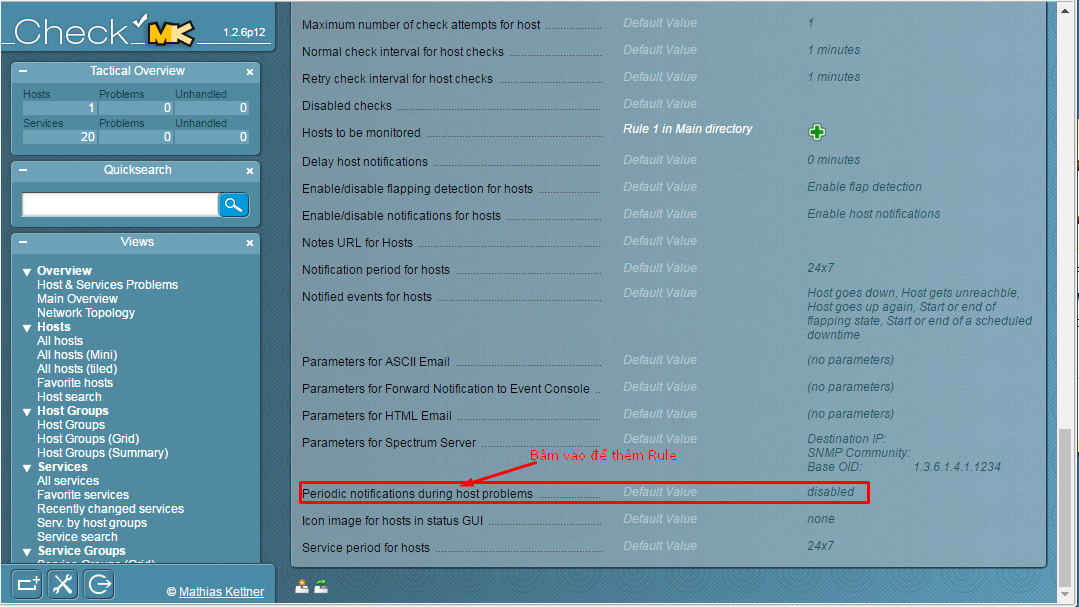 Check MK 1.2.6p12
Tactical Overview
Hosts Problems Unhandled
1 0 0
Services Problems Unhandled
20 0 0
Quicksearch
Views
Overview
Host & Services Problems
Main Overview
Network Topology
Hosts
All hosts
All hosts (Mini)
All hosts (tiled)
Favorite hosts
Host search
Host Groups
Host Groups
Host Groups (Grid)
Host Groups (Summary)
Services
All services
Favorite services
Recently changed services
Serv. by host groups
Service search
Service Groups
Service Groups (Grid)
© Mathias Kettner
Maximum number of check attempts for host Default Value 1
Normal check interval for host checks Default Value 1 minutes
Retry check interval for host checks Default Value 1 minutes
Disabled checks Default Value
Hosts to be monitored Rule 1 in Main directory
Delay host notifications Default Value 0 minutes
Enable/disable flapping detection for hosts Default Value Enable flap detection
Enable/disable notifications for hosts Default Value Enable host notifications
Notes URL for Hosts Default Value
Notification period for hosts Default Value 24x7
Notified events for hosts Default Value Host goes down, Host gets unreachble,
Host goes up again, Start or end of
flapping state, Start or end of a scheduled
downtime
Parameters for ASCII Email Default Value (no parameters)
Parameters for Forward Notification to Event Console Default Value (no parameters)
Parameters for HTML Email Default Value (no parameters)
Parameters for Spectrum Server Default Value Destination IP:
SNMP Community:
Base OID: 1.3.6.1.4.1.1234
Bấm vào để thêm Rule
Periodic notifications during host problems Default Value disabled
Icon image for hosts in status GUI Default Value none
Service period for hosts Default Value 24x7